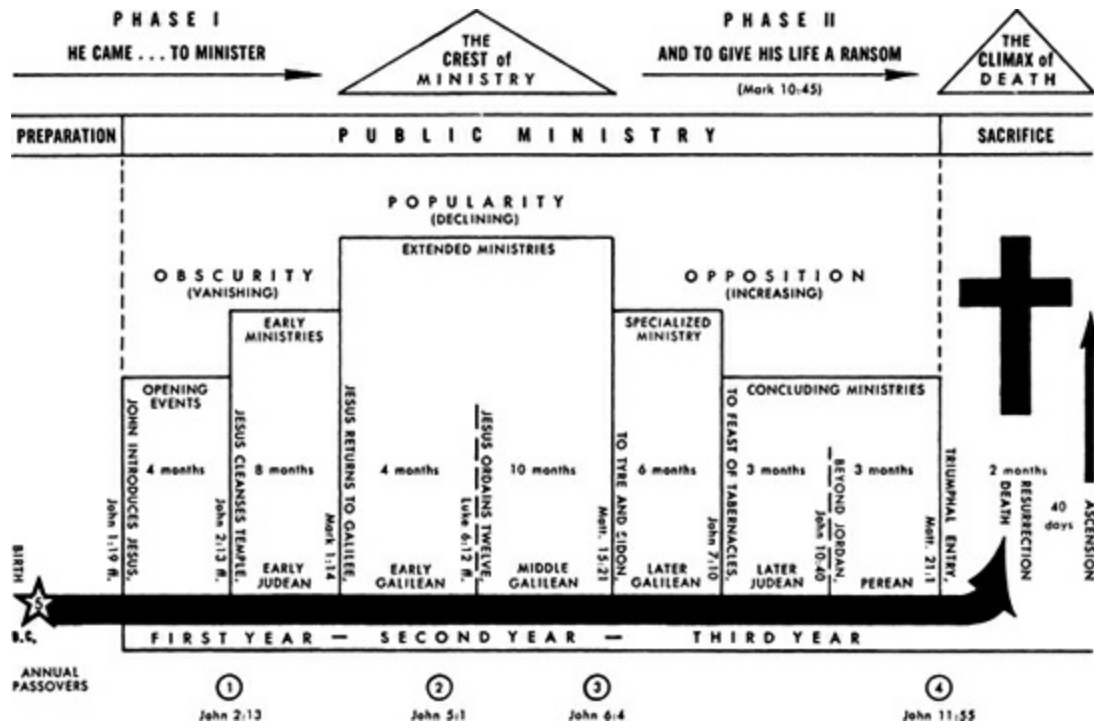 PHASE I
HE CAME . . . TO MINISTER
THE
CREST of
MINISTRY
PHASE II
AND TO GIVE HIS LIFE A RANSOM
(Mark 10:45)
THE
CLIMAX of
DEATH
PREPARATION
PUBLIC MINISTRY
SACRIFICE
POPULARITY
(DECLINING)
EXTENDED MINISTRIES
OBSCURITY
(VANISHING)
OPPOSITION
(INCREASING)
EARLY
MINISTRIES
SPECIALIZED
MINISTRY
OPENING
EVENTS
CONCLUDING MINISTRIES
JOHN INTRODUCES JESUS,
John 1:19 ff.
4 months
JESUS CLEANSES TEMPLE,
John 2:13 ff.
8 months
JESUS RETURNS TO GALILEE,
Mark 1:14
4 months
JESUS ORDAINS TWELVE,
Luke 6:12 ff.
10 months
TO TYRE AND SIDON,
Matt. 15:21
6 months
TO FEAST OF TABERNACLES,
John 7:10
3 months
BEYOND JORDAN,
John 10:40
3 months
TRIUMPHAL ENTRY,
Matt. 21:1
2 months
DEATH
RESURRECTION
40
days
ASCENSION
BIRTH
5
B.C.
EARLY
JUDEAN
EARLY
GALILEAN
MIDDLE
GALILEAN
LATER
GALILEAN
LATER
JUDEAN
PEREAN
FIRST YEAR — SECOND YEAR — THIRD YEAR
ANNUAL
PASSOVERS
1
John 2:13
2
John 5:1
3
John 6:4
4
John 11:55